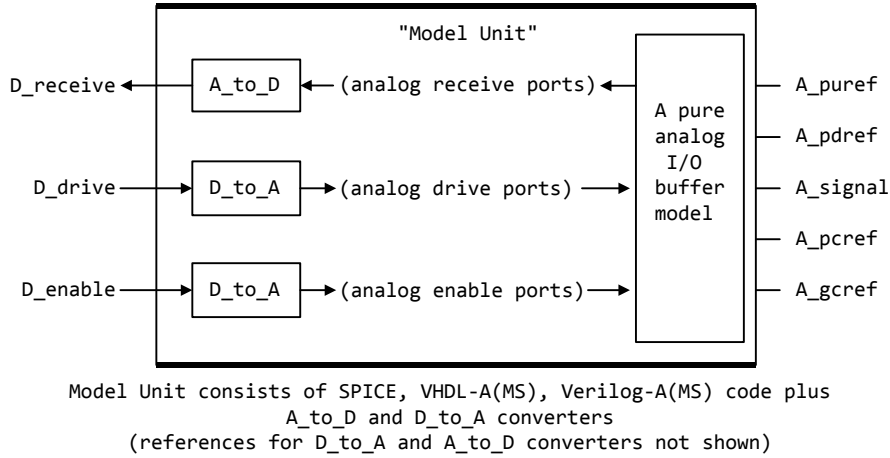 "Model Unit"
D_receive A_to_D (analog receive ports) A_puref
A pure
analog
I/O
buffer
model
A_pdref
D_drive D_to_A (analog drive ports) A_signal
A_pcref
D_enable D_to_A (analog enable ports) A_gcref
Model Unit consists of SPICE, VHDL-A(MS), Verilog-A(MS) code plus
A_to_D and D_to_A converters
(references for D_to_A and A_to_D converters not shown)